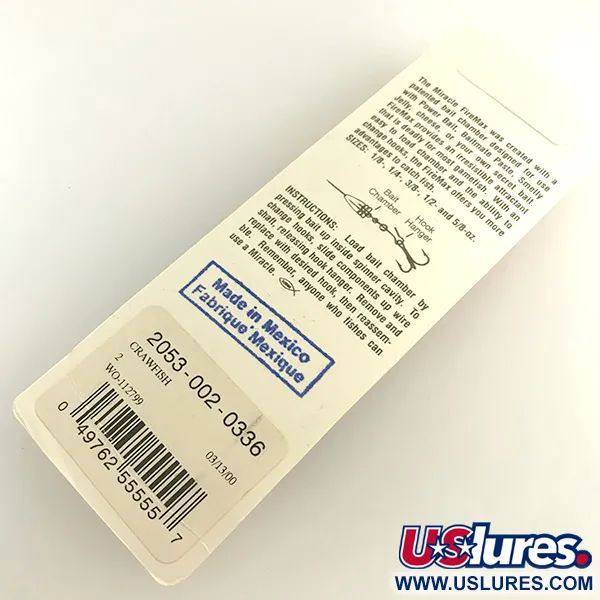 The Miracle FireMax was created with a
patented bait chamber designed for use
with Power Bait, Baitmate Paste, Smelly
Jelly, cheese, or your own secret bait.
FireMax provides an irresistible attractant
that is deadly for most gamefish. With an
easy to load chamber and the ability to
change hooks, the FireMax offers you more
advantages to catch fish.
SIZES: 1/8-, 1/4-, 3/8-, 1/2- and 5/8 oz.
Bait
Chamber
Hook
Hanger
INSTRUCTIONS: Load bait chamber by
pressing bait up inside spinner cavity. To
change hooks, slide components up wire
shaft, releasing hook hanger. Remove and
replace with desired hook, then reassem-
ble. Remember, anyone who fishes can
use a Miracle.
Made in Mexico
Fabrique Mexique
2053-002-0336
CRAWFISH
2
WO-112799
03/13/00
0 49762 55555 7
USlures.
WWW.USLURES.COM